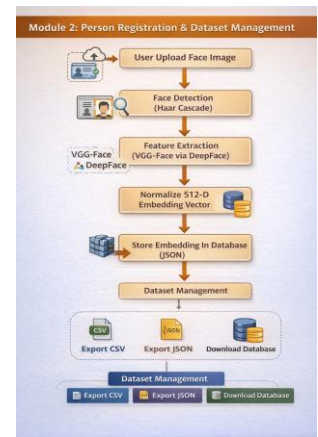 Module 2: Person Registration & Dataset Management
User Upload Face Image
Face Detection
(Haar Cascade)
Feature Extraction
(VGG-Face via DeepFace)
VGG-Face
DeepFace
Normalize 512-D
Embedding Vector
Store Embedding In Database
(JSON)
Dataset Management
CSV
JSON
Export CSV
Export JSON
Download Database
Dataset Management
Export CSV
Export JSON
Download Database